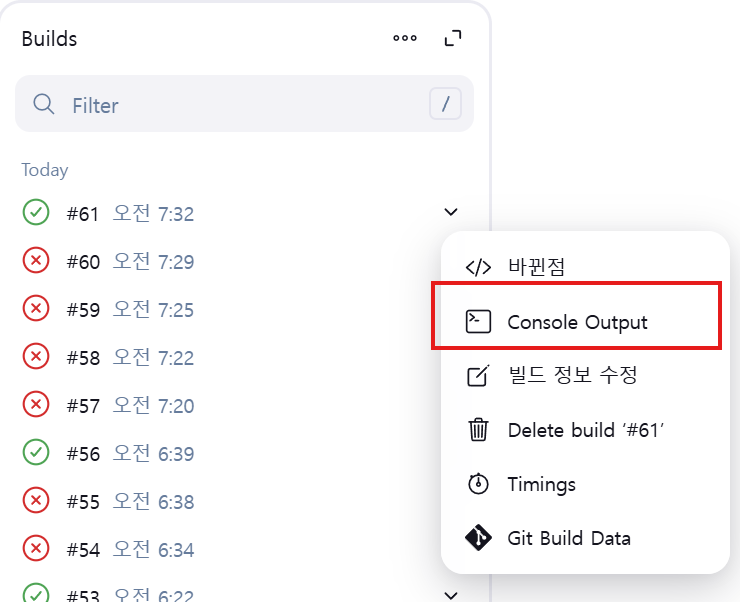 Builds
Filter /
Today
#61 오전 7:32
#60 오전 7:29
#59 오전 7:25
#58 오전 7:22
#57 오전 7:20
#56 오전 6:39
#55 오전 6:38
#54 오전 6:34
#53 오전 6:22
바뀐점
Console Output
빌드 정보 수정
Delete build ‘#61’
Timings
Git Build Data